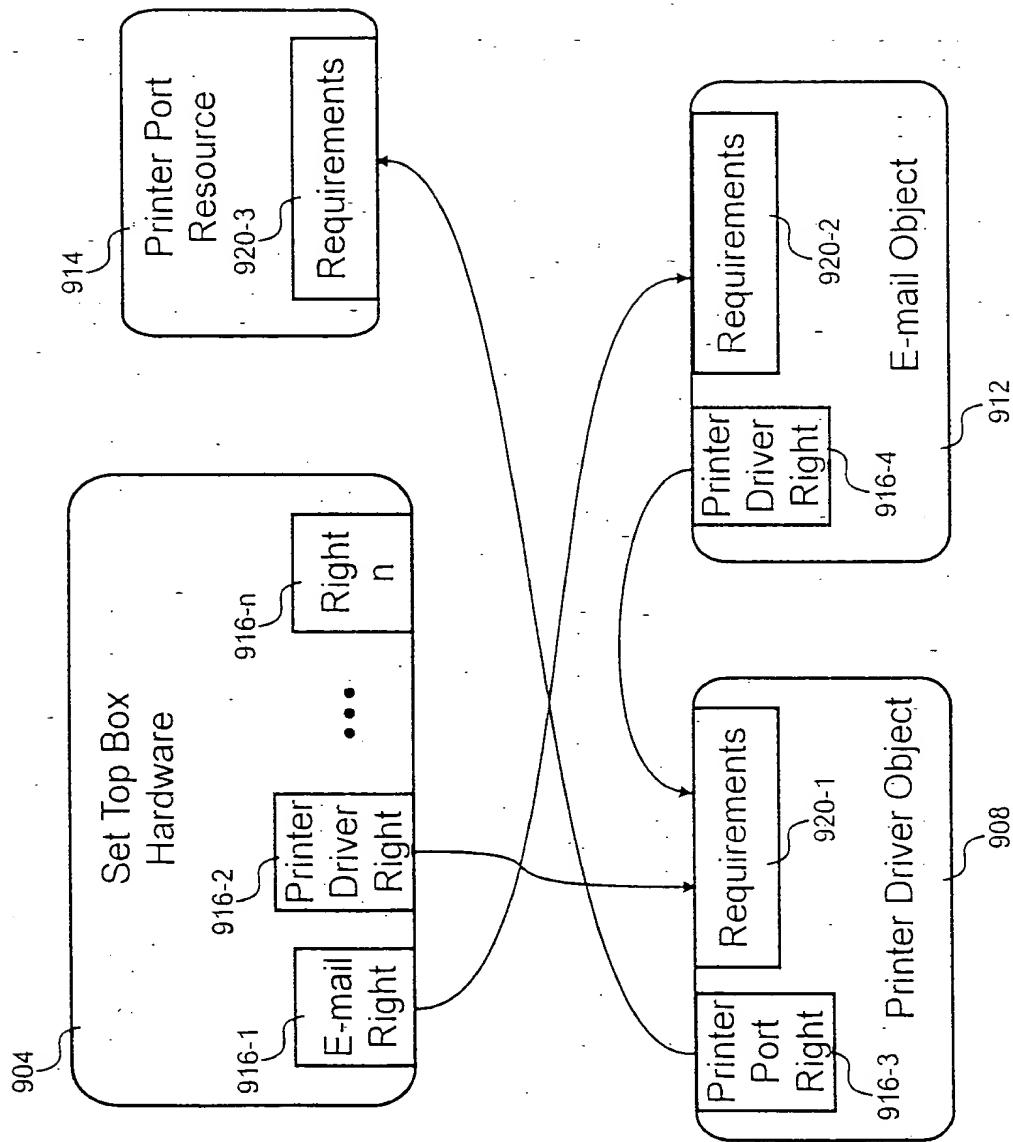 904
Set Top Box
Hardware
916-1
E-mail
Right
916-2
Printer
Driver
Right
•••
916-n
Right
n
914
Printer Port
Resource
920-3
Requirements
Printer
Port
Right
916-3
Requirements
920-1
Printer Driver Object
908
Printer
Driver
Right
916-4
Requirements
920-2
E-mail Object
912